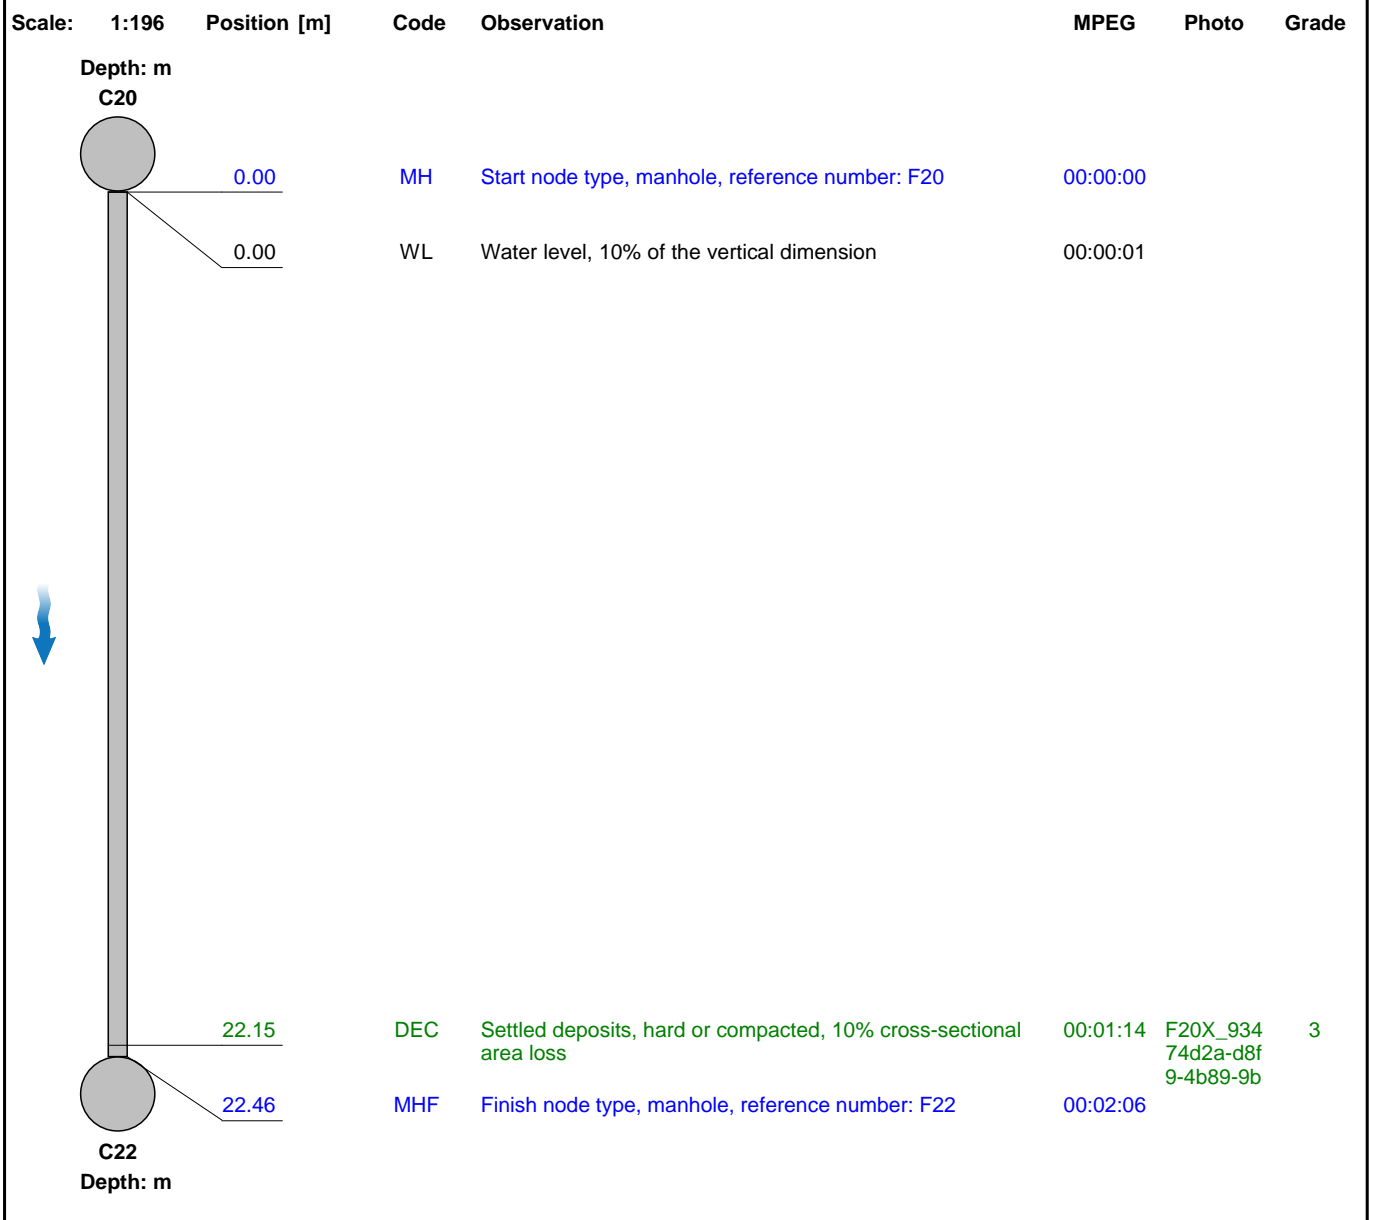 Scale: 1:196 Position [m] Code Observation MPEG Photo Grade
Depth: m
C20
0.00 MH Start node type, manhole, reference number: F20 00:00:00
0.00 WL Water level, 10% of the vertical dimension 00:00:01
22.15 DEC Settled deposits, hard or compacted, 10% cross-sectional 00:01:14 F20X_934 3
area loss 74d2a-d8f
9-4b89-9b
22.46 MHF Finish node type, manhole, reference number: F22 00:02:06
C22
Depth: m